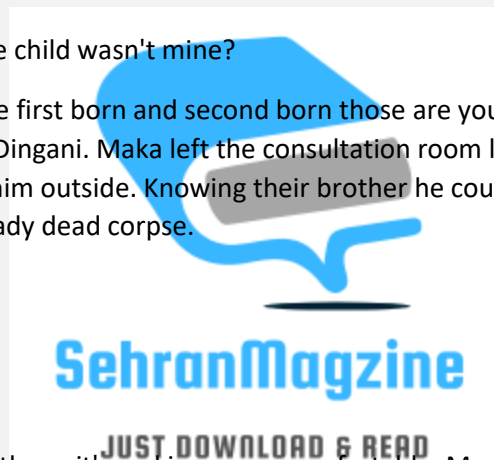 e child wasn't mine?
e first born and second born those are you
Dingani. Maka left the consultation room l
im outside. Knowing their brother he cou
ady dead corpse.
SehranMagzine
JUST DOWNLOAD & READ